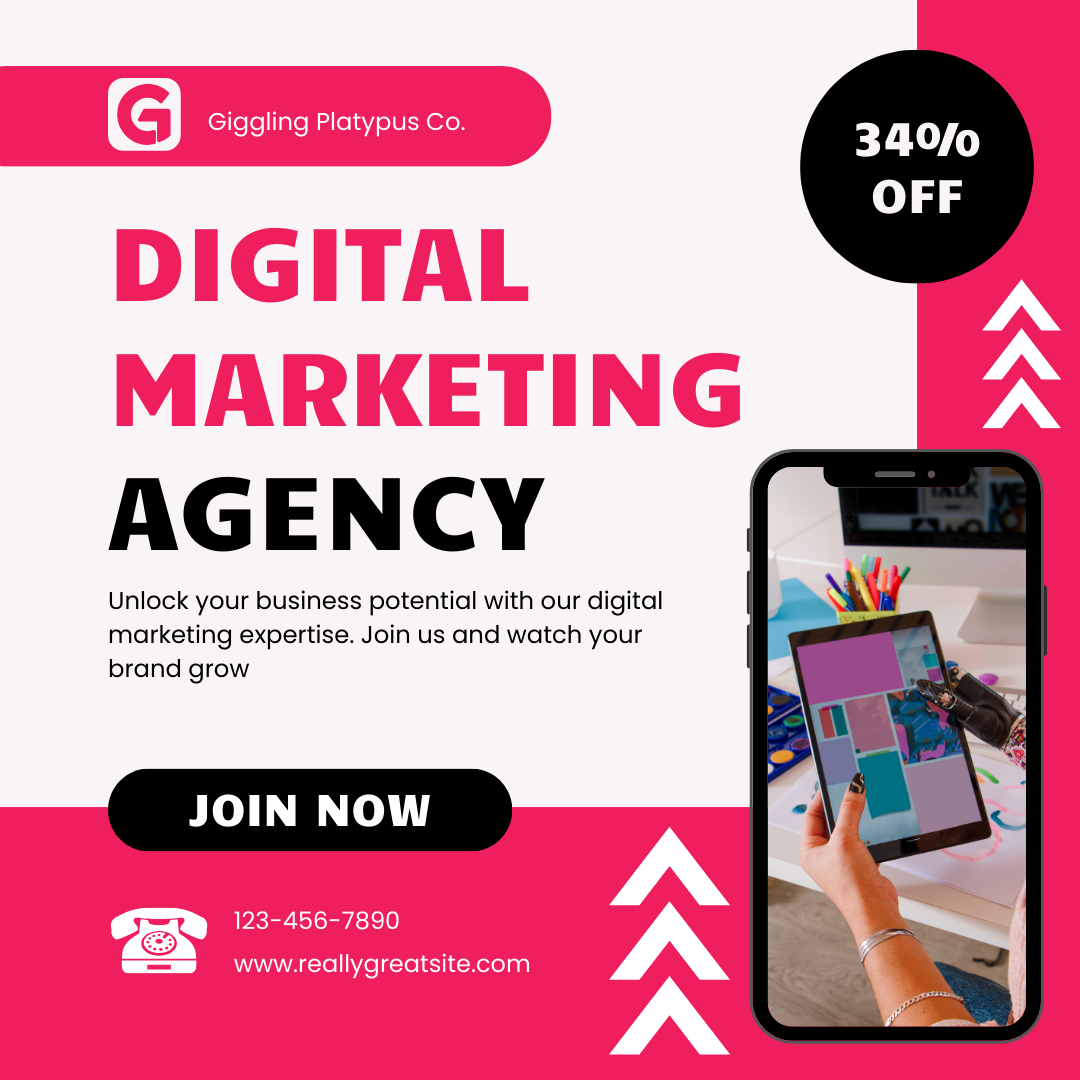 G
Giggling Platypus Co.
34%
OFF
DIGITAL
MARKETING
AGENCY
Unlock your business potential with our digital
marketing expertise. Join us and watch your
brand grow
TALK
JOIN NOW
123-456-7890
www.reallygreatsite.com